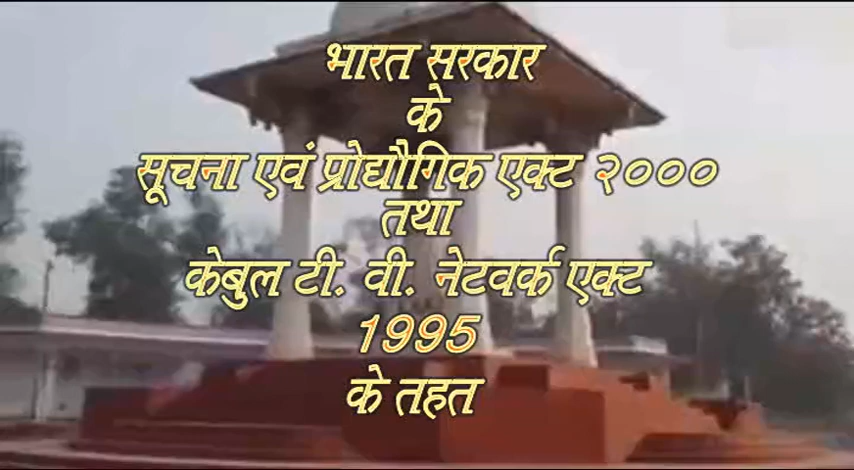 भारत सरकार
के
सूचना एवं प्रोद्यौगिक एक्ट २०००
तथा
केबुल टी. वी. नेटवर्क एक्ट
1995
के तहत